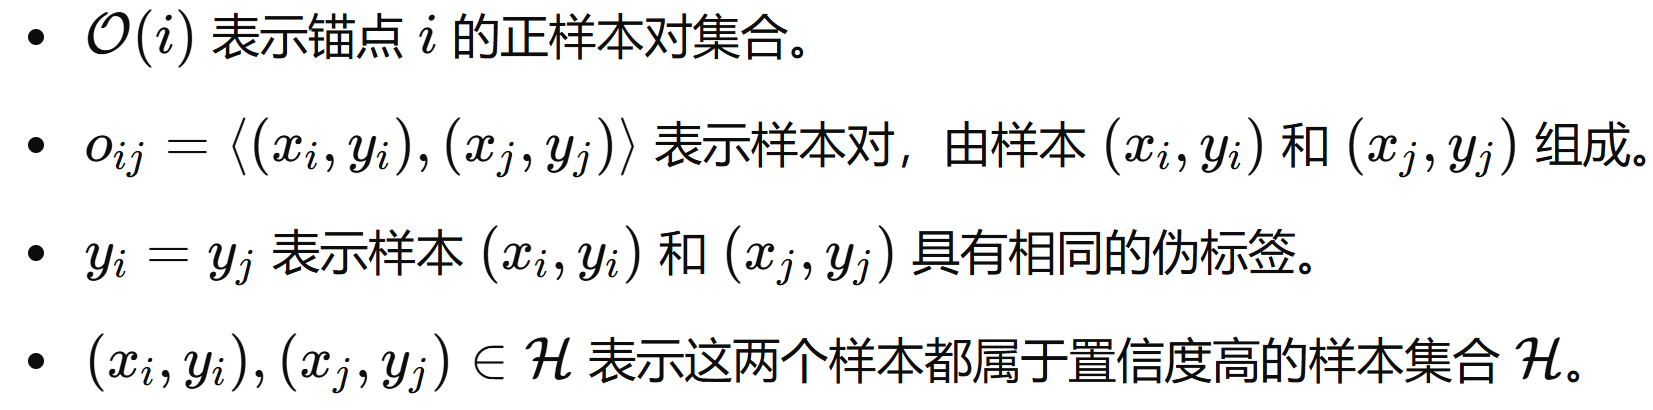 • $\mathcal{O}(i)$ 表示锚点 $i$ 的正样本对集合。
• $o_{ij} = \langle (x_i, y_i), (x_j, y_j) \rangle$ 表示样本对，由样本 $(x_i, y_i)$ 和 $(x_j, y_j)$ 组成。
• $y_i = y_j$ 表示样本 $(x_i, y_i)$ 和 $(x_j, y_j)$ 具有相同的伪标签。
• $(x_i, y_i), (x_j, y_j) \in \mathcal{H}$ 表示这两个样本都属于置信度高的样本集合 $\mathcal{H}$。